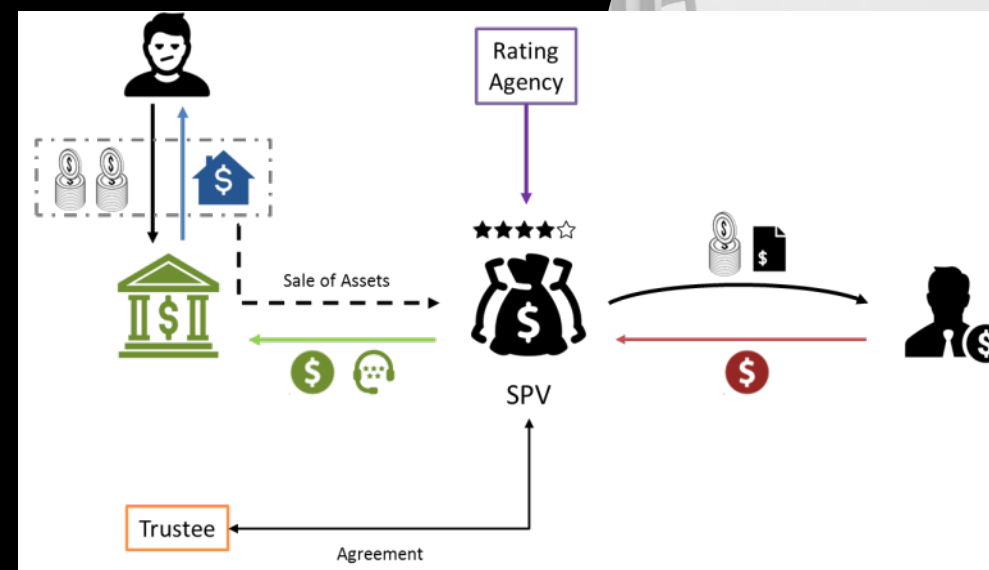 Rating
Agency
Sale of Assets
SPV
Trustee
Agreement